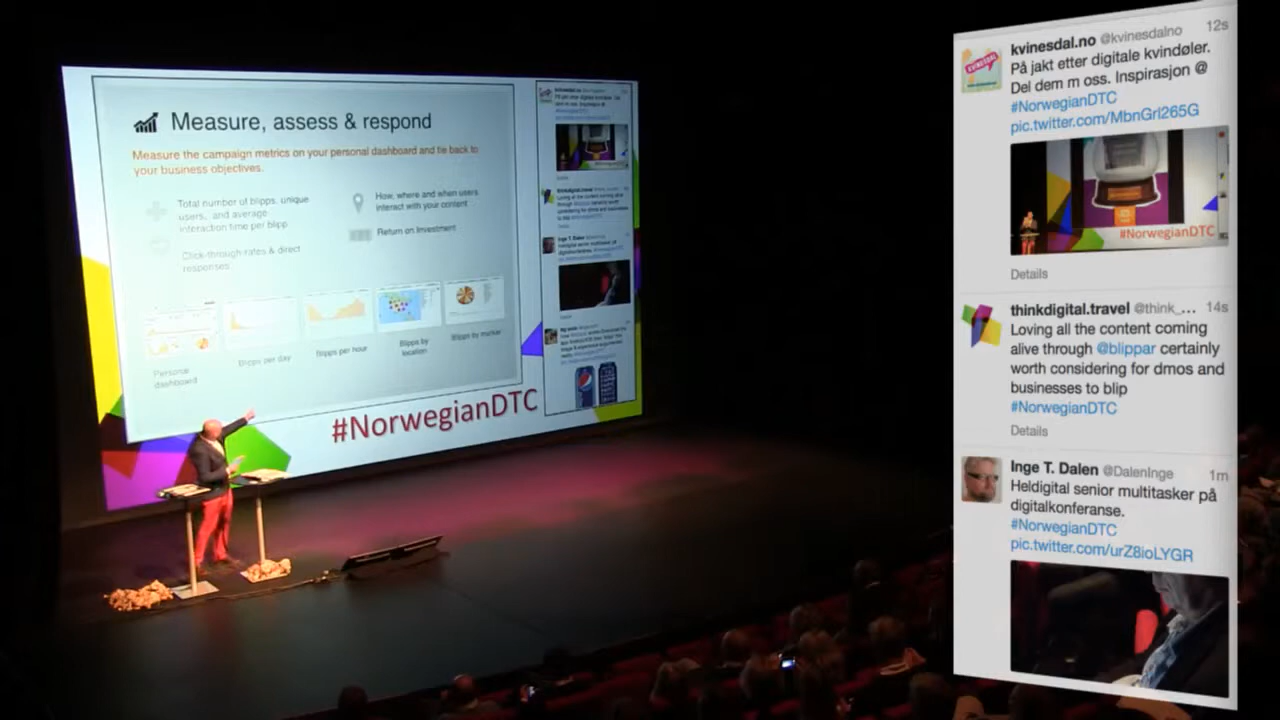 Measure, assess & respond
Measure the campaign metrics on your personal dashboard and tie back to
your business objectives.
Total number of blipps, unique
users, and average
interaction time per blipp
Click-through-rates & direct
responses
How, where and when users
interact with your content
Return on Investment
Personal
dashboard
Blipps per day
Blipps per hour
Blipps by
location
Blipps by marker
#NorwegianDTC
kvinesdal.no @kvinesdalno 12s
På jakt etter digitale kvindøler.
Del dem m oss. Inspirasjon @
#NorwegianDTC
pic.twitter.com/MbnGrI265G
KVINESDAL
#NorwegianDTC
Details
thinkdigital.travel @think_... 14s
Loving all the content coming
alive through @blippar certainly
worth considering for dmos and
businesses to blip
#NorwegianDTC
Details
Inge T. Dalen @DalenInge 1m
Heldigital senior multitasker på
digitalkonferanse.
#NorwegianDTC
pic.twitter.com/urZ8ioLYGR